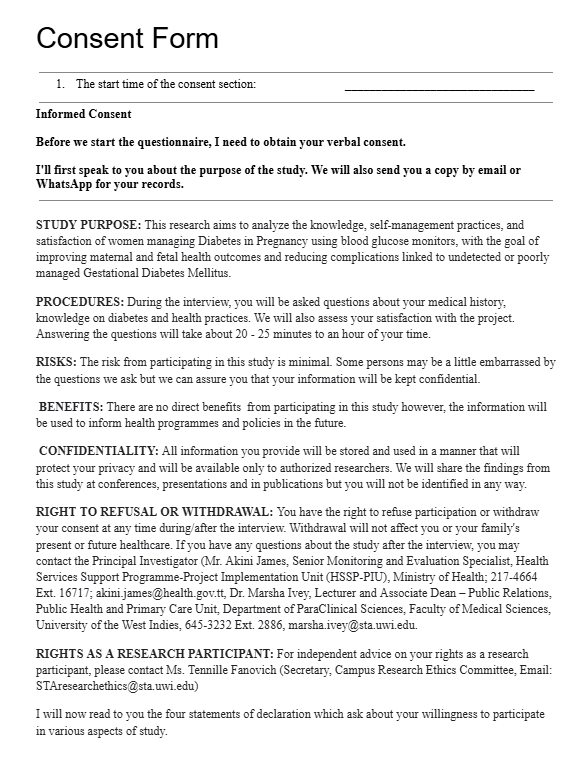 Consent Form
1. The start time of the consent section: ________________________________
Informed Consent
Before we start the questionnaire, I need to obtain your verbal consent.
I'll first speak to you about the purpose of the study. We will also send you a copy by email or
WhatsApp for your records.
STUDY PURPOSE: This research aims to analyze the knowledge, self-management practices, and
satisfaction of women managing Diabetes in Pregnancy using blood glucose monitors, with the goal of
improving maternal and fetal health outcomes and reducing complications linked to undetected or poorly
managed Gestational Diabetes Mellitus.
PROCEDURES: During the interview, you will be asked questions about your medical history,
knowledge on diabetes and health practices. We will also assess your satisfaction with the project.
Answering the questions will take about 20 - 25 minutes to an hour of your time.
RISKS: The risk from participating in this study is minimal. Some persons may be a little embarrassed by
the questions we ask but we can assure you that your information will be kept confidential.
BENEFITS: There are no direct benefits from participating in this study however, the information will
be used to inform health programmes and policies in the future.
CONFIDENTIALITY: All information you provide will be stored and used in a manner that will
protect your privacy and will be available only to authorized researchers. We will share the findings from
this study at conferences, presentations and in publications but you will not be identified in any way.
RIGHT TO REFUSAL OR WITHDRAWAL: You have the right to refuse participation or withdraw
your consent at any time during/after the interview. Withdrawal will not affect you or your family's
present or future healthcare. If you have any questions about the study after the interview, you may
contact the Principal Investigator (Mr. Akini James, Senior Monitoring and Evaluation Specialist, Health
Services Support Programme-Project Implementation Unit (HSSP-PIU), Ministry of Health; 217-4664
Ext. 16717; akini.james@health.gov.tt, Dr. Marsha Ivey, Lecturer and Associate Dean – Public Relations,
Public Health and Primary Care Unit, Department of ParaClinical Sciences, Faculty of Medical Sciences,
University of the West Indies, 645-3232 Ext. 2886, marsha.ivey@sta.uwi.edu.
RIGHTS AS A RESEARCH PARTICIPANT: For independent advice on your rights as a research
participant, please contact Ms. Tennille Fanovich (Secretary, Campus Research Ethics Committee, Email:
STAresearchethics@sta.uwi.edu)
I will now read to you the four statements of declaration which ask about your willingness to participate
in various aspects of study.